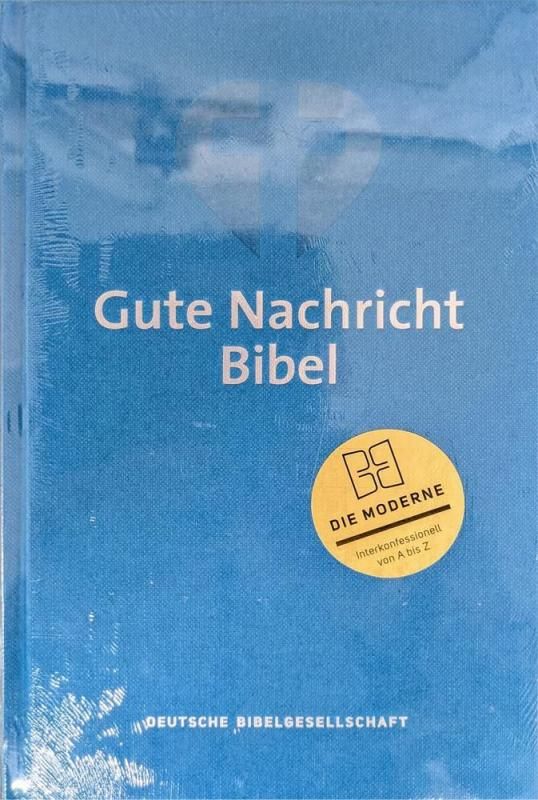 Gute Nachricht
Bibel
DIE MODERNE
Interkonfessionell
von A bis Z
DEUTSCHE BIBELGESELLSCHAFT